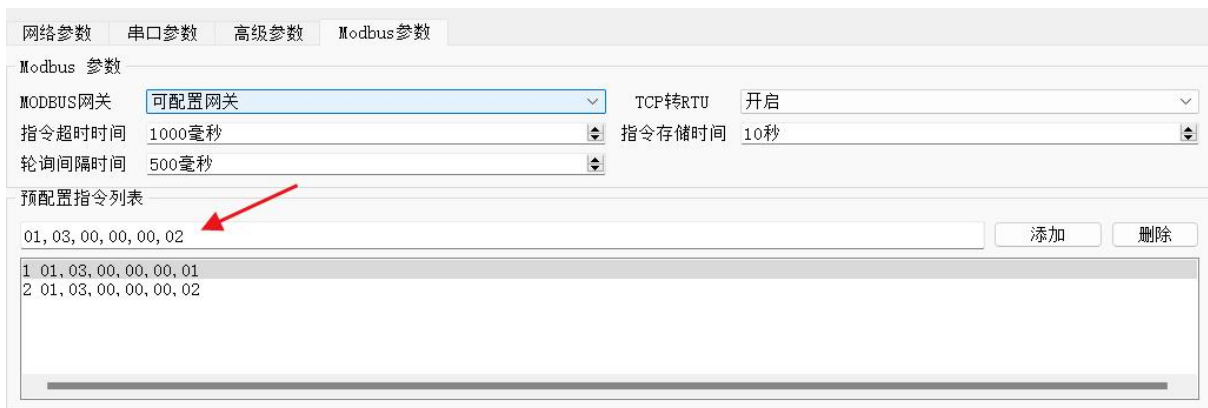 网络参数 串口参数 高级参数 Modbus参数
Modbus 参数
MODBUS网关 可配置网关 TCP转RTU 开启
指令超时时间 1000毫秒 指令存储时间 10秒
轮询间隔时间 500毫秒
预配置指令列表
01,03,00,00,00,02 添加 删除
1 01,03,00,00,00,01
2 01,03,00,00,00,02